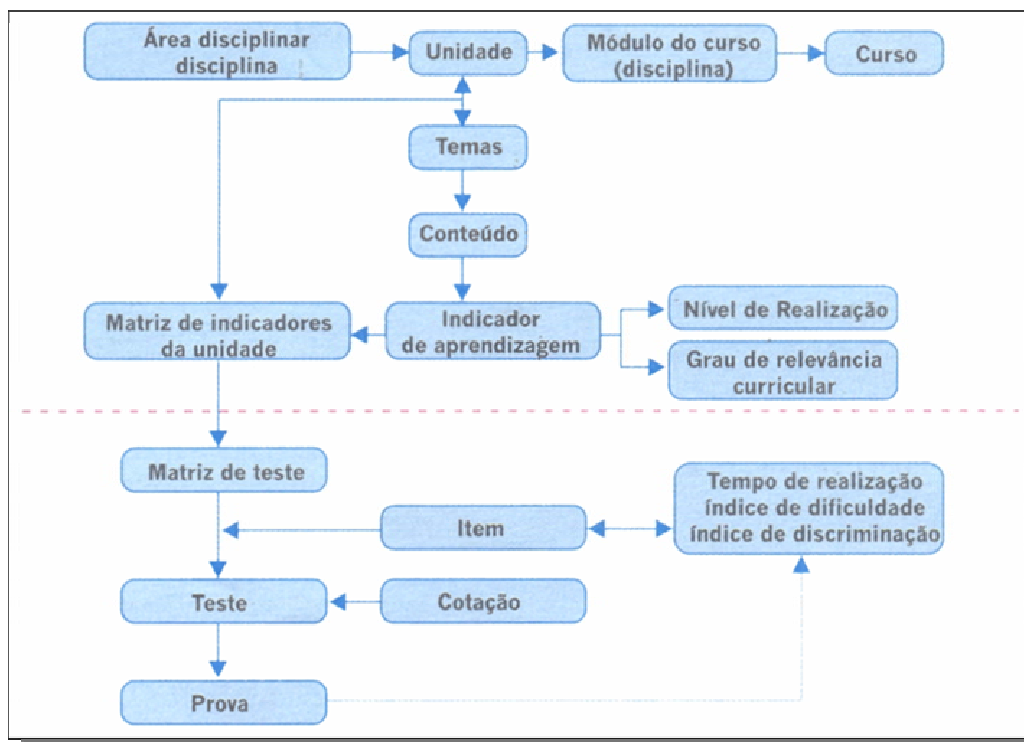 Área disciplinar
disciplina
Unidade
Módulo do curso
(disciplina)
Curso
Temas
Conteúdo
Matriz de indicadores
da unidade
Indicador
de aprendizagem
Nível de Realização
Grau de relevância
curricular
Matriz de teste
Item
Tempo de realização
índice de dificuldade
índice de discriminação
Teste
Cotação
Prova